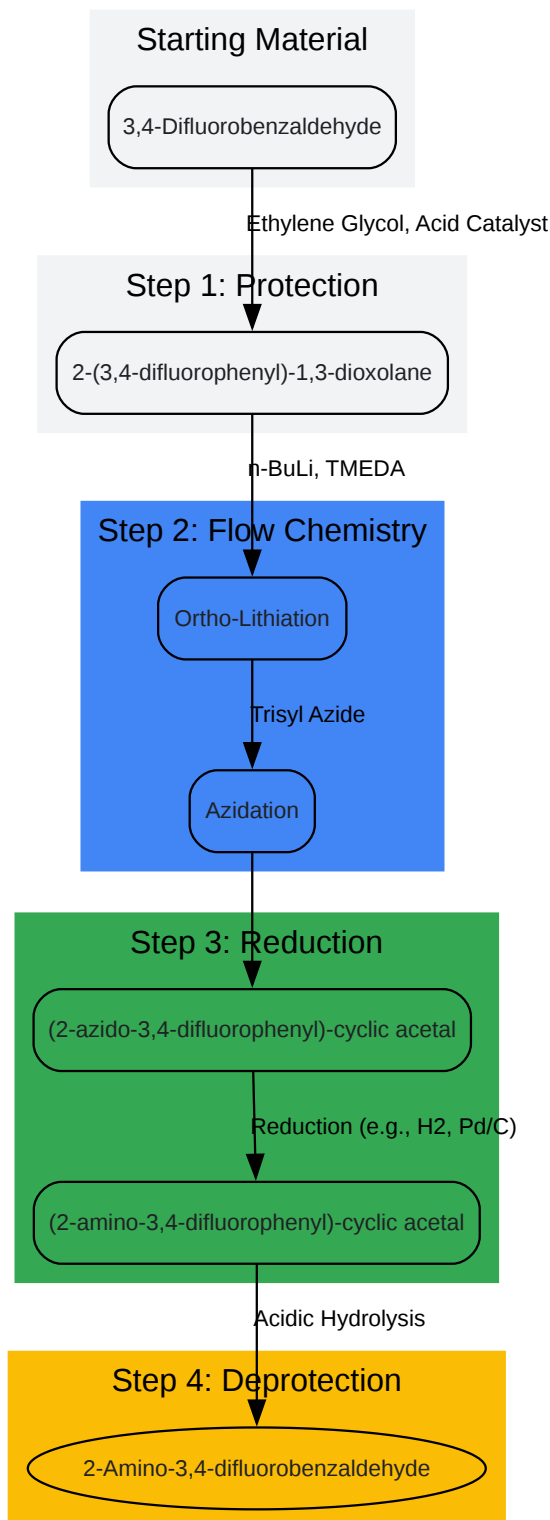 Starting Material
3,4-Difluorobenzaldehyde
Ethylene Glycol, Acid Catalyst
Step 1: Protection
2-(3,4-difluorophenyl)-1,3-dioxolane
n-BuLi, TMEDA
Step 2: Flow Chemistry
Ortho-Lithiation
Trisyl Azide
Azidation
Step 3: Reduction
(2-azido-3,4-difluorophenyl)-cyclic acetal
Reduction (e.g., H2, Pd/C)
(2-amino-3,4-difluorophenyl)-cyclic acetal
Acidic Hydrolysis
Step 4: Deprotection
2-Amino-3,4-difluorobenzaldehyde